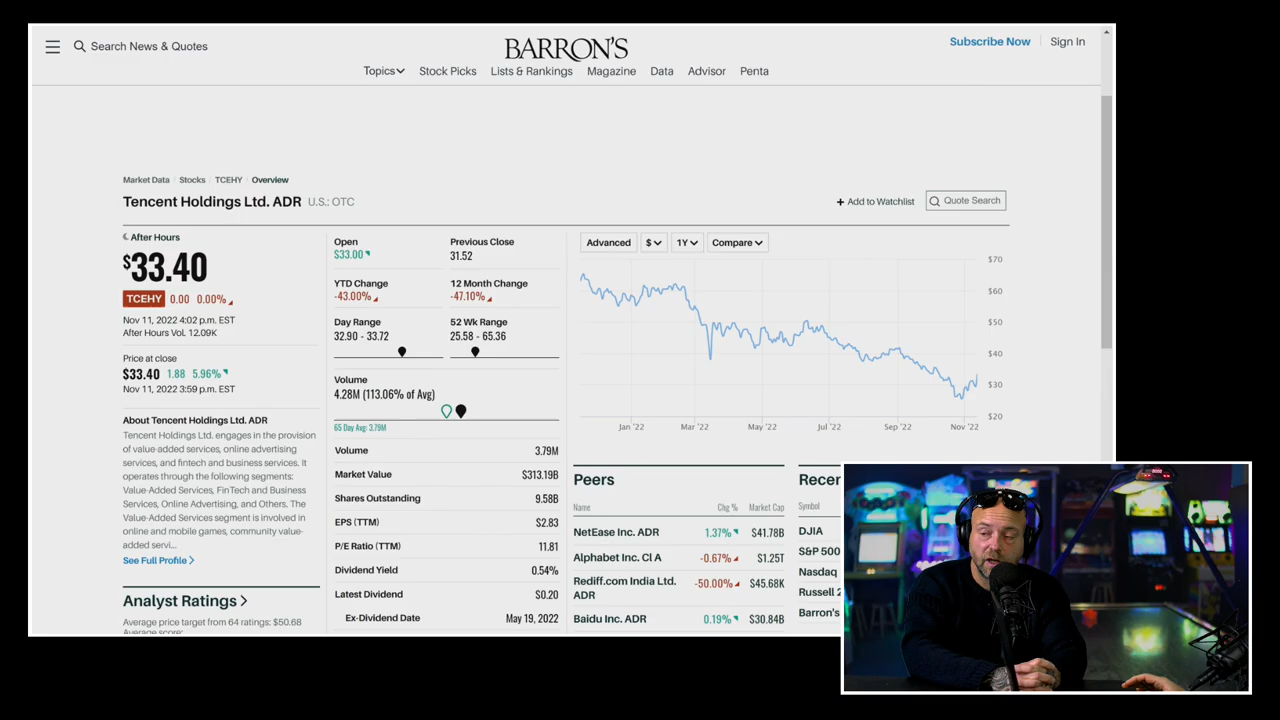 Search News & Quotes
BARRON'S
Subscribe Now
Sign In
Topics Stock Picks Lists & Rankings Magazine Data Advisor Penta
Market Data / Stocks / TCEHY / Overview
Tencent Holdings Ltd. ADR U.S.: OTC
+ Add to Watchlist
Quote Search
After Hours
$33.40
TCEHY 0.00 0.00%
Nov 11, 2022 4:02 p.m. EST
After Hours Vol. 12.09K
Price at close
$33.40 1.88 5.96%
Nov 11, 2022 3:59 p.m. EST
About Tencent Holdings Ltd. ADR
Tencent Holdings Ltd. engages in the provision
of value-added services, online advertising
services, and fintech and business services. It
operates through the following segments:
Value-Added Services, FinTech and Business
Services, Online Advertising, and Others. The
Value-Added Services segment is involved in
online and mobile games, community value-
added servi...
See Full Profile >
Analyst Ratings >
Average price target from 64 ratings: $50.68
Average score:
Open
$33.00
Previous Close
31.52
YTD Change
-43.00%
12 Month Change
-47.10%
Day Range
32.90 - 33.72
52 Wk Range
25.58 - 65.36
Volume
4.28M (113.06% of Avg)
65 Day Avg: 3.79M
Volume 3.79M
Market Value $313.19B
Shares Outstanding 9.58B
EPS (TTM) $2.83
P/E Ratio (TTM) 11.81
Dividend Yield 0.54%
Latest Dividend $0.20
Ex-Dividend Date May 19, 2022
Advanced $ 1Y Compare
$70
$60
$50
$40
$30
$20
Jan '22 Mar '22 May '22 Jul '22 Sep '22 Nov '22
Peers
Name Chg % Market Cap
NetEase Inc. ADR 1.37% $41.78B
Alphabet Inc. Cl A -0.67% $1.25T
Rediff.com India Ltd. -50.00% $45.68K
ADR
Baidu Inc. ADR 0.19% $30.84B
Recer
Symbol
DJIA
S&P 500
Nasdaq
Russell 2
Barron's